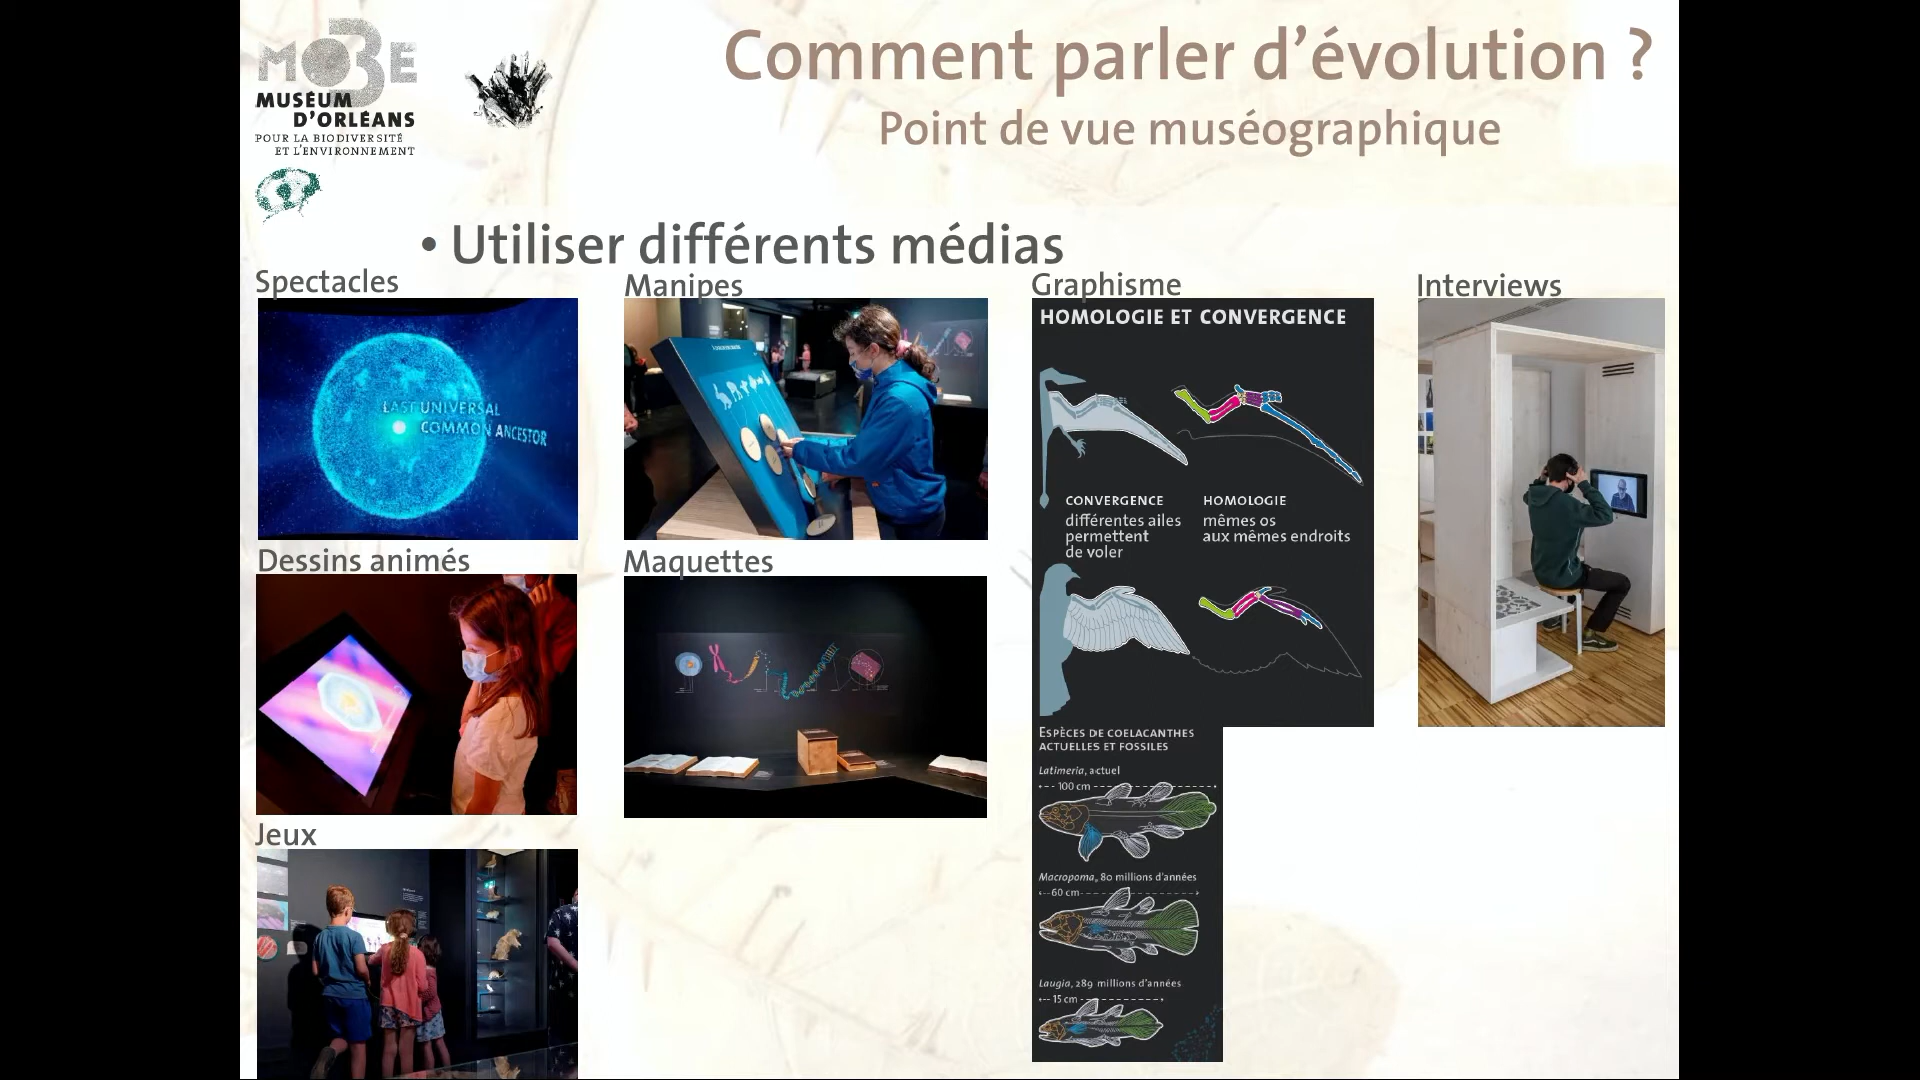 MOBE
MUSÉUM
D'ORLÉANS
POUR LA BIODIVERSITÉ
ET L'ENVIRONNEMENT
Comment parler d'évolution ?
Point de vue muséographique
• Utiliser différents médias
Spectacles
LAST UNIVERSAL
COMMON ANCESTOR
Manipes
Graphisme
HOMOLOGIE ET CONVERGENCE
CONVERGENCE
différentes ailes
permettent
de voler
HOMOLOGIE
mêmes os
aux mêmes endroits
Interviews
Dessins animés
Maquettes
ESPÈCES DE COELACANTHES
ACTUELLES ET FOSSILES
Latimeria, actuel
100 cm
Macropoma, 80 millions d'années
60 cm
Laugia, 289 millions d'années
15 cm
Jeux